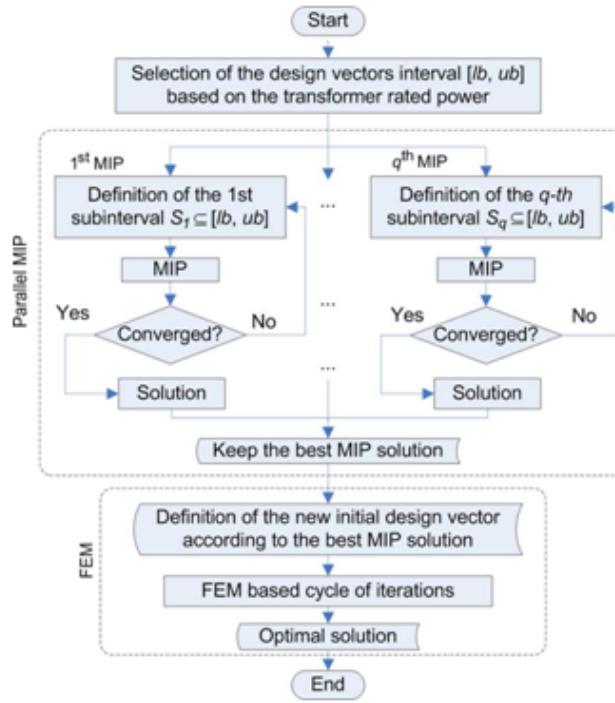 Start
Selection of the design vectors interval [lb, ub]
based on the transformer rated power
Parallel MIP
1st MIP
Definition of the 1st
subinterval S1⊆[lb, ub]
MIP
Yes
Converged?
No
Solution
...
...
...
qth MIP
Definition of the q-th
subinterval Sq⊆[lb, ub]
MIP
Yes
Converged?
No
Solution
Keep the best MIP solution
FEM
Definition of the new initial design vector
according to the best MIP solution
FEM based cycle of iterations
Optimal solution
End